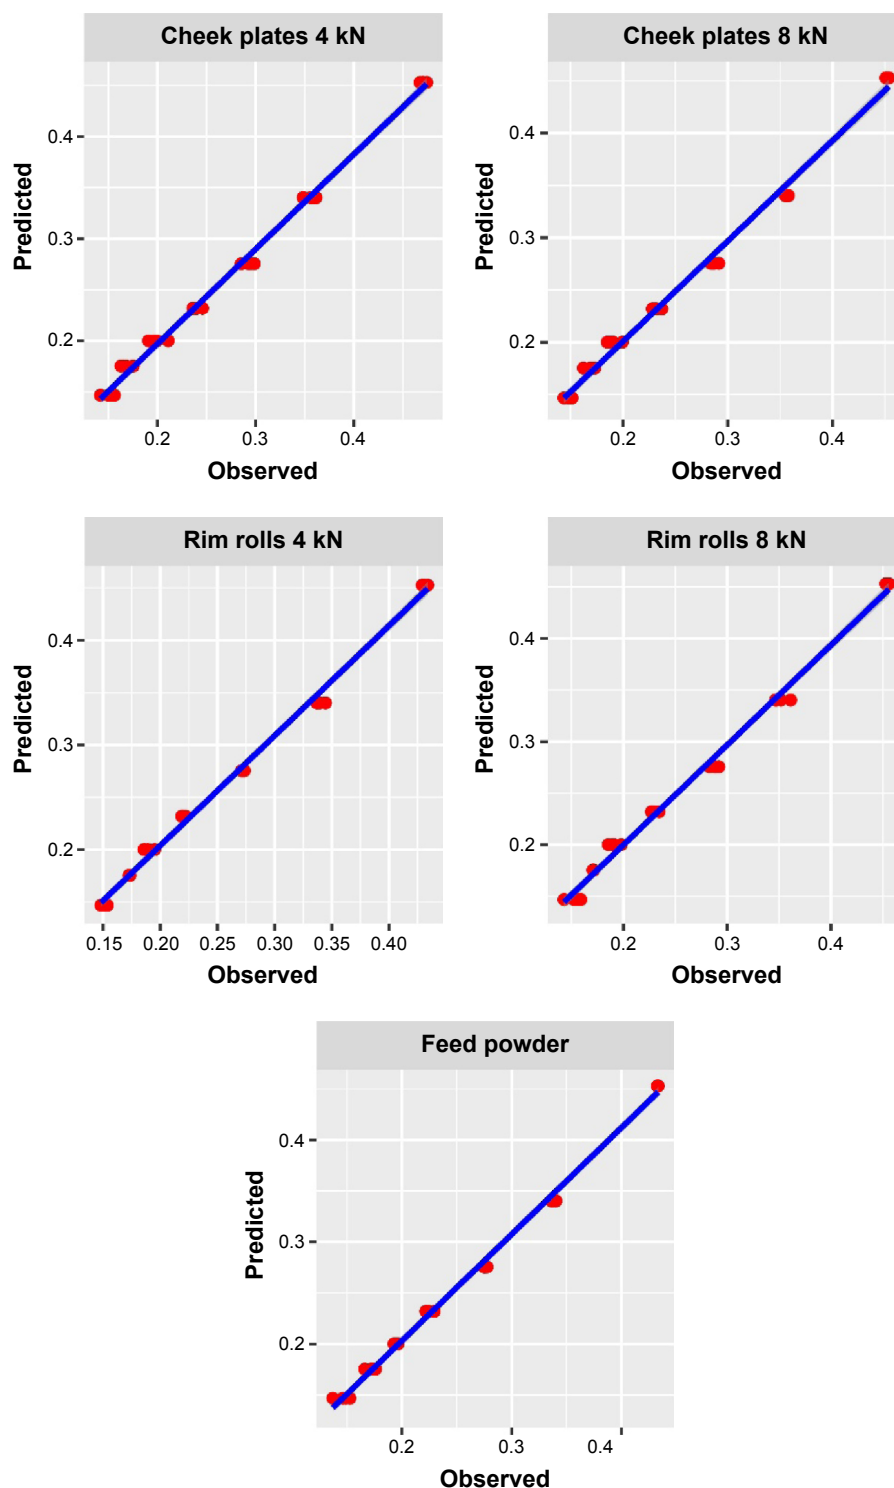 Cheek plates 4 kN
Predicted
0.4
0.3
0.2
0.2 0.3 0.4
Observed
Cheek plates 8 kN
Predicted
0.4
0.3
0.2
0.2 0.3 0.4
Observed
Rim rolls 4 kN
Predicted
0.4
0.3
0.2
0.15 0.20 0.25 0.30 0.35 0.40
Observed
Rim rolls 8 kN
Predicted
0.4
0.3
0.2
0.2 0.3 0.4
Observed
Feed powder
Predicted
0.4
0.3
0.2
0.2 0.3 0.4
Observed